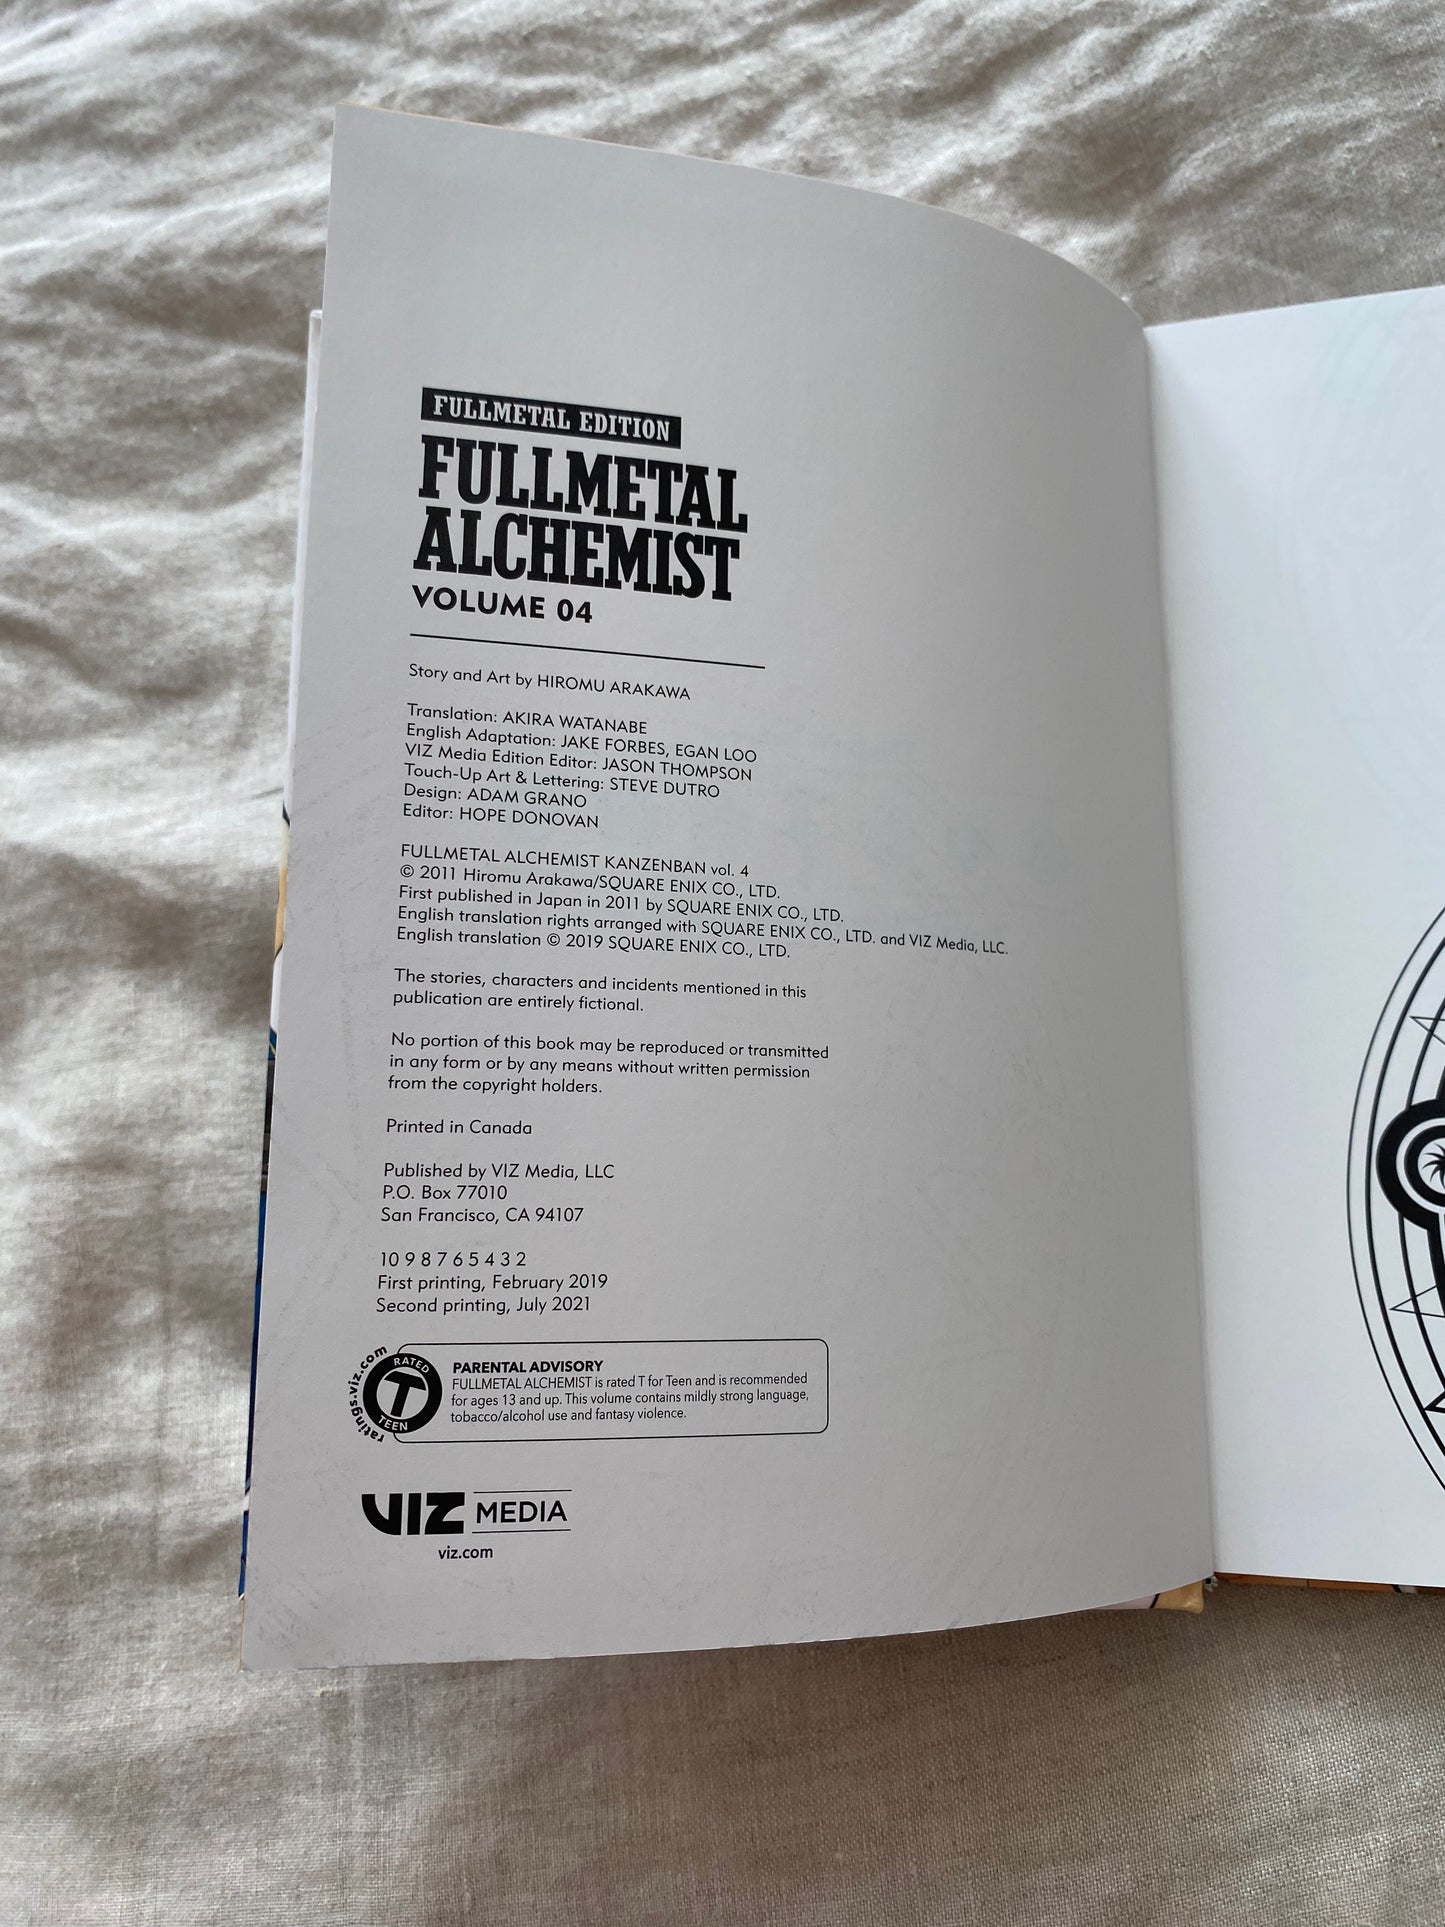 FULLMETAL EDITION
FULLMETAL
ALCHEMIST
VOLUME 04
Story and Art by HIROMU ARAKAWA
Translation: AKIRA WATANABE
English Adaptation: JAKE FORBES, EGAN LOO
VIZ Media Edition Editor: JASON THOMPSON
Touch-Up Art & Lettering: STEVE DUTRO
Design: ADAM GRANO
Editor: HOPE DONOVAN
FULLMETAL ALCHEMIST KANZENBAN vol. 4
© 2011 Hiromu Arakawa/SQUARE ENIX CO., LTD.
First published in Japan in 2011 by SQUARE ENIX CO., LTD.
English translation rights arranged with SQUARE ENIX CO., LTD. and VIZ Media, LLC.
English translation © 2019 SQUARE ENIX CO., LTD.
The stories, characters and incidents mentioned in this
publication are entirely fictional.
No portion of this book may be reproduced or transmitted
in any form or by any means without written permission
from the copyright holders.
Printed in Canada
Published by VIZ Media, LLC
P.O. Box 77010
San Francisco, CA 94107
10 9 8 7 6 5 4 3 2
First printing, February 2019
Second printing, July 2021
ratings.viz.com
RATED
T
TEEN
PARENTAL ADVISORY
FULLMETAL ALCHEMIST is rated T for Teen and is recommended
for ages 13 and up. This volume contains mildly strong language,
tobacco/alcohol use and fantasy violence.
VIZ MEDIA
viz.com